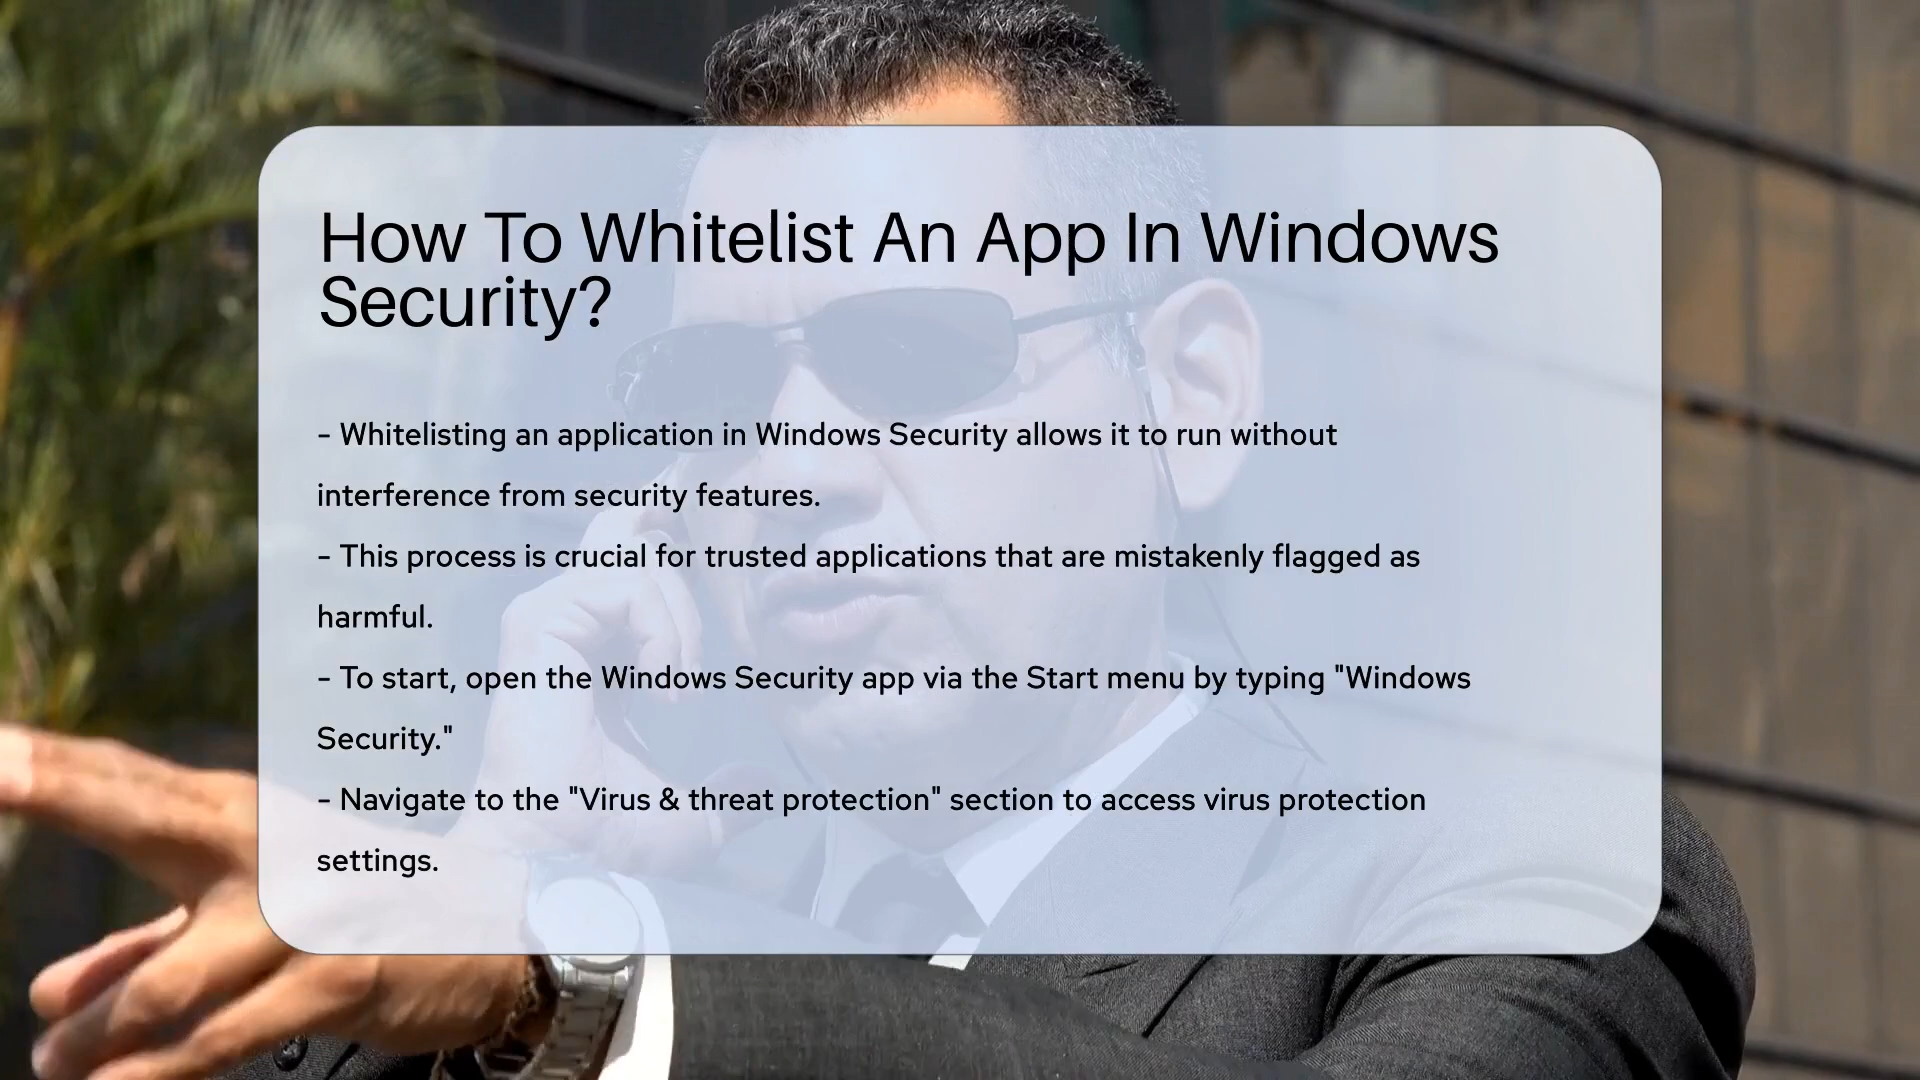 How To Whitelist An App In Windows
Security?
- Whitelisting an application in Windows Security allows it to run without
interference from security features.
- This process is crucial for trusted applications that are mistakenly flagged as
harmful.
- To start, open the Windows Security app via the Start menu by typing "Windows
Security."
- Navigate to the "Virus & threat protection" section to access virus protection
settings.